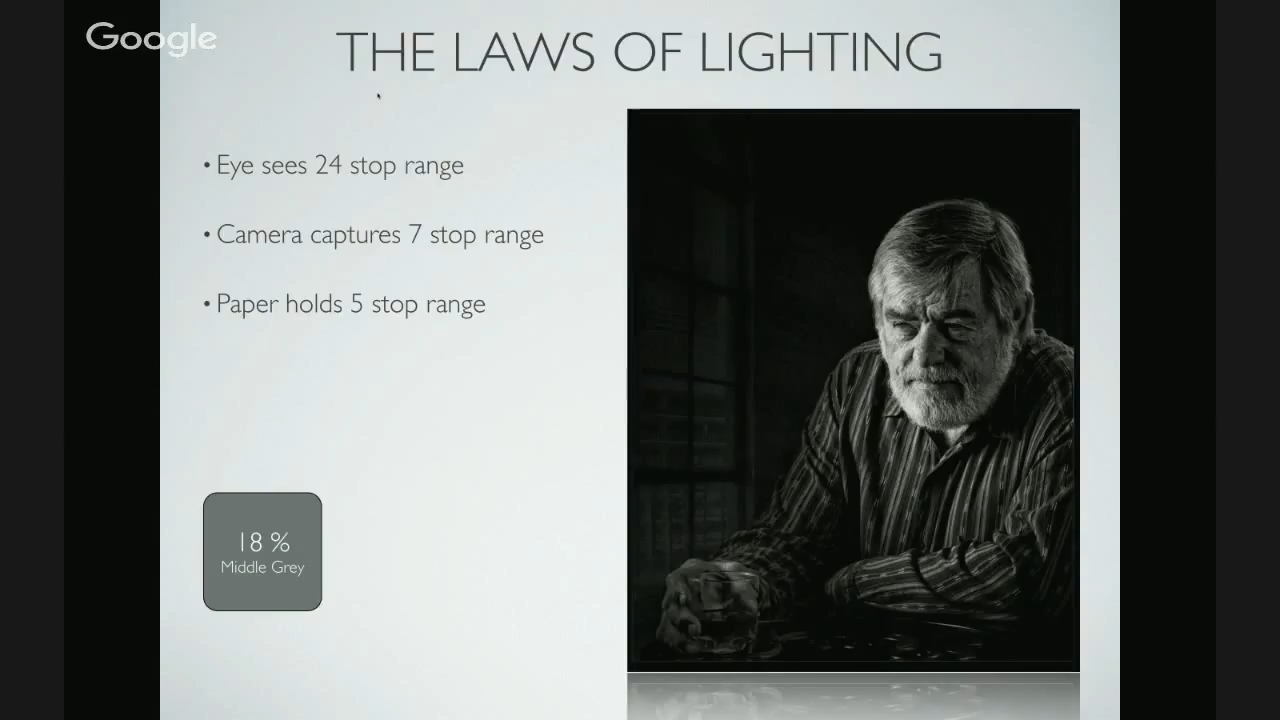 Google
THE LAWS OF LIGHTING
• Eye sees 24 stop range
• Camera captures 7 stop range
• Paper holds 5 stop range
18 %
Middle Grey